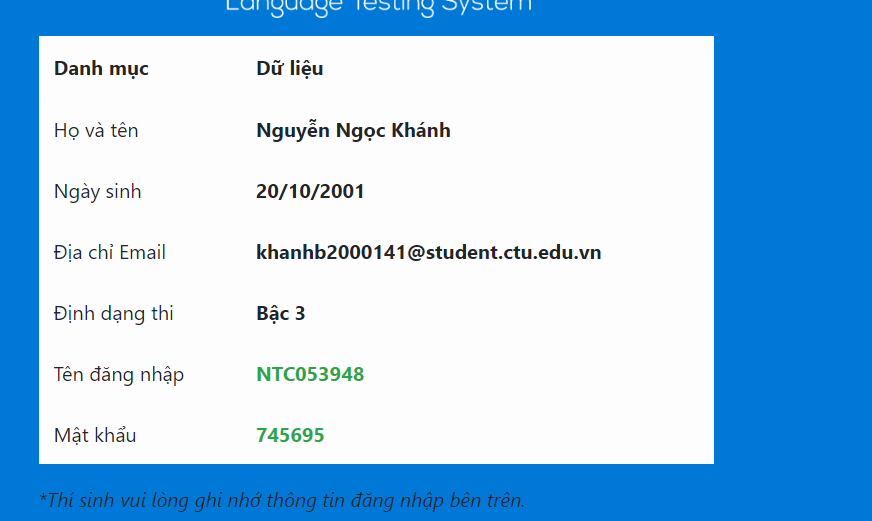 Language Testing System
Danh mục Dữ liệu
Họ và tên Nguyễn Ngọc Khánh
Ngày sinh 20/10/2001
Địa chỉ Email khanhb2000141@student.ctu.edu.vn
Định dạng thi Bậc 3
Tên đăng nhập NTC053948
Mật khẩu 745695
*Thí sinh vui lòng ghi nhớ thông tin đăng nhập bên trên.